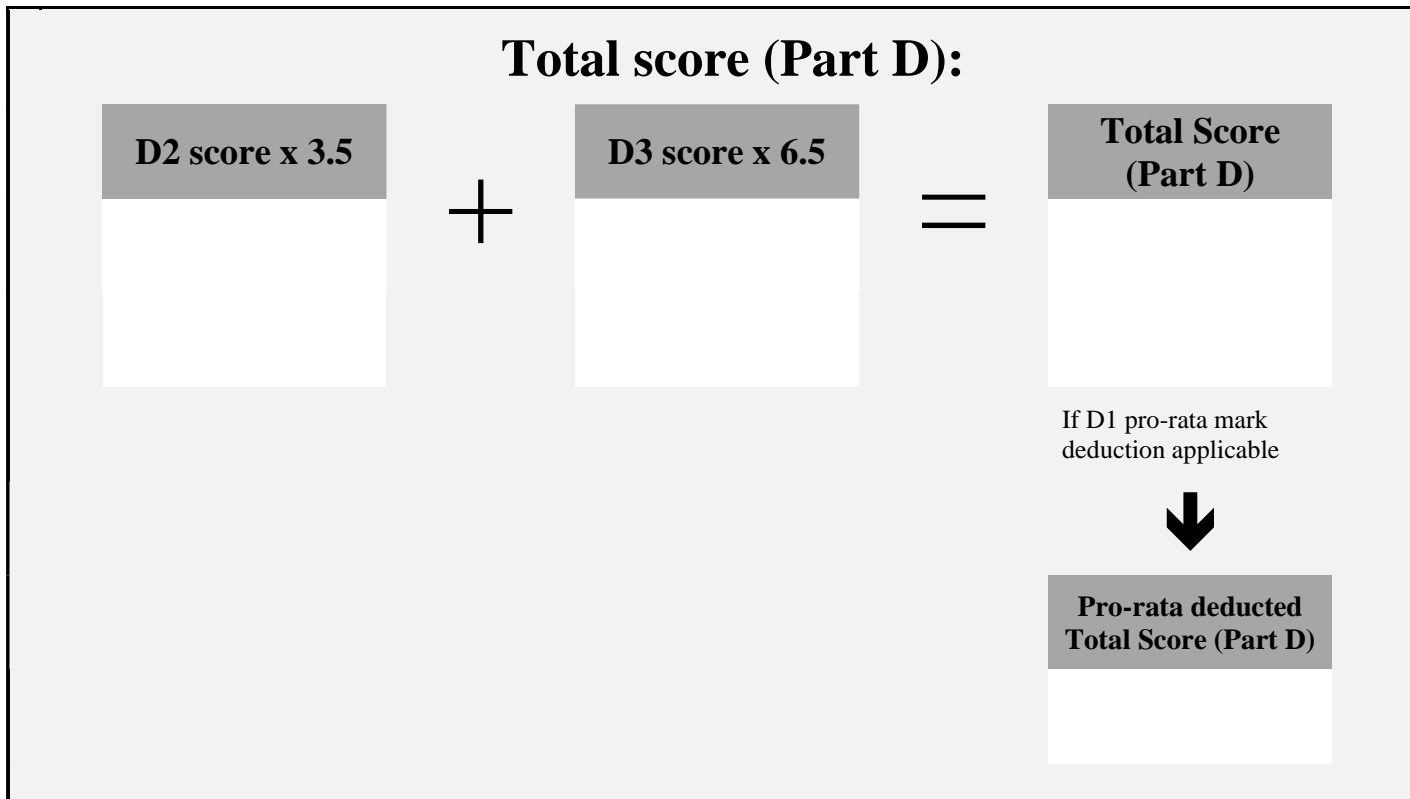 Total score (Part D):
D2 score x 3.5
+
D3 score x 6.5
=
Total Score
(Part D)
If D1 pro-rata mark
deduction applicable
Pro-rata deducted
Total Score (Part D)